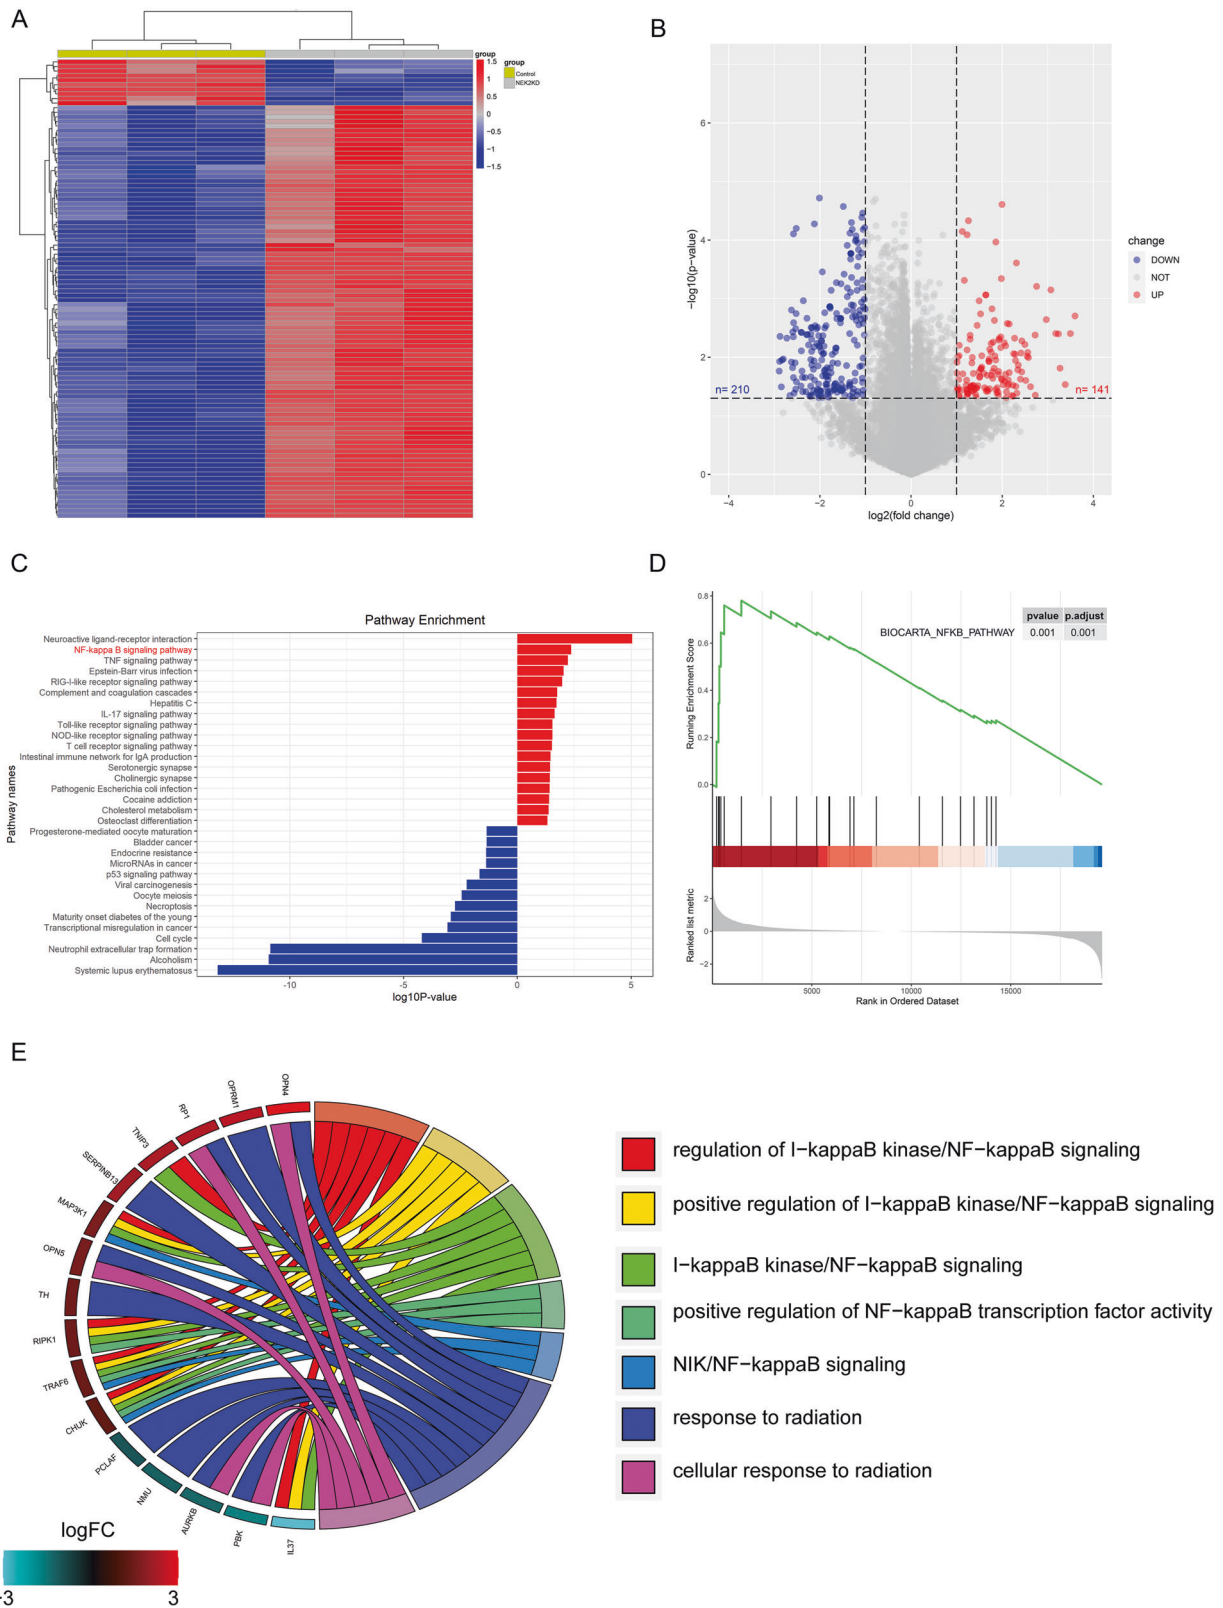 A
group
1.5
1
0.5
0
−0.5
−1
−1.5
group
Control
NEK2KD
B
6
4
2
0
−log10(p−value)
n= 210
n= 141
−4
−2
0
2
4
log2(fold change)
change
DOWN
NOT
UP
C
Pathway Enrichment
Pathway names
Neuroactive ligand-receptor interaction
NF-kappa B signaling pathway
TNF signaling pathway
Epstein-Barr virus infection
RIG-I-like receptor signaling pathway
Complement and coagulation cascades
Hepatitis C
IL-17 signaling pathway
Toll-like receptor signaling pathway
NOD-like receptor signaling pathway
T cell receptor signaling pathway
Intestinal immune network for IgA production
Serotonergic synapse
Cholinergic synapse
Pathogenic Escherichia coli infection
Cocaine addiction
Cholesterol metabolism
Osteoclast differentiation
Progesterone-mediated oocyte maturation
Bladder cancer
Endocrine resistance
MicroRNAs in cancer
p53 signaling pathway
Viral carcinogenesis
Oocyte meiosis
Necroptosis
Maturity onset diabetes of the young
Transcriptional misregulation in cancer
Cell cycle
Neutrophil extracellular trap formation
Alcoholism
Systemic lupus erythematosus
-10
-5
0
5
log10P-value
D
0.8
0.6
0.4
0.2
0.0
Running Enrichment Score
pvalue p.adjust
BIOCARTA_NFKB_PATHWAY 0.001 0.001
2
0
−2
Ranked list metric
5000
10000
15000
Rank in Ordered Dataset
E
OPN4
OPRM1
RP1
TNIP3
SERPINB13
MAP3K1
OPN5
TH
RIPK1
TRAF6
CHUK
PCLAF
NMU
AURKB
PBK
IL37
regulation of I−kappaB kinase/NF−kappaB signaling
positive regulation of I−kappaB kinase/NF−kappaB signaling
I−kappaB kinase/NF−kappaB signaling
positive regulation of NF−kappaB transcription factor activity
NIK/NF−kappaB signaling
response to radiation
cellular response to radiation
logFC
−3
3